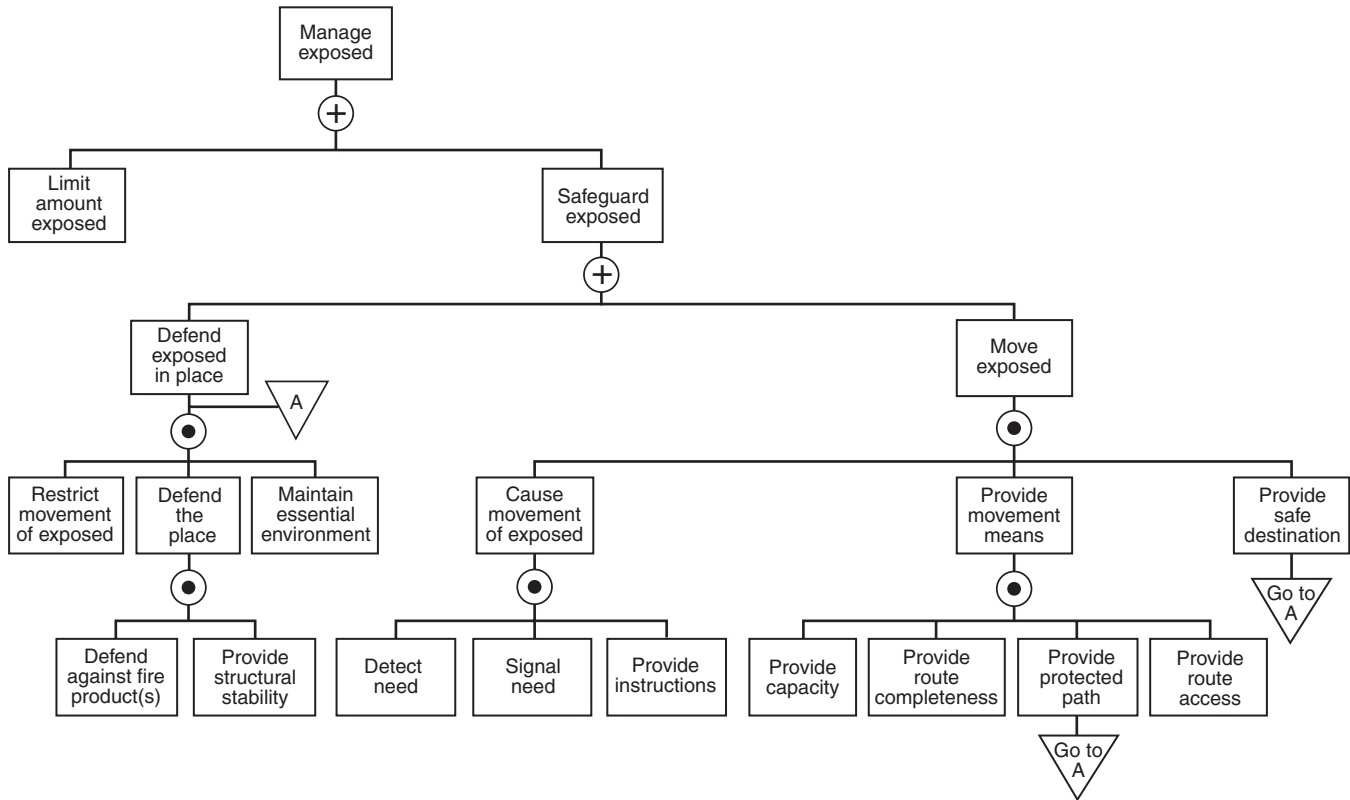 Manage
exposed
+
Limit
amount
exposed
Safeguard
exposed
+
Defend
exposed
in place
A
Move
exposed
Restrict
movement
of exposed
Defend
the
place
Maintain
essential
environment
Cause
movement
of exposed
Provide
movement
means
Provide
safe
destination
Go to
A
Defend
against fire
product(s)
Provide
structural
stability
Detect
need
Signal
need
Provide
instructions
Provide
capacity
Provide
route
completeness
Provide
protected
path
Provide
route
access
Go to
A